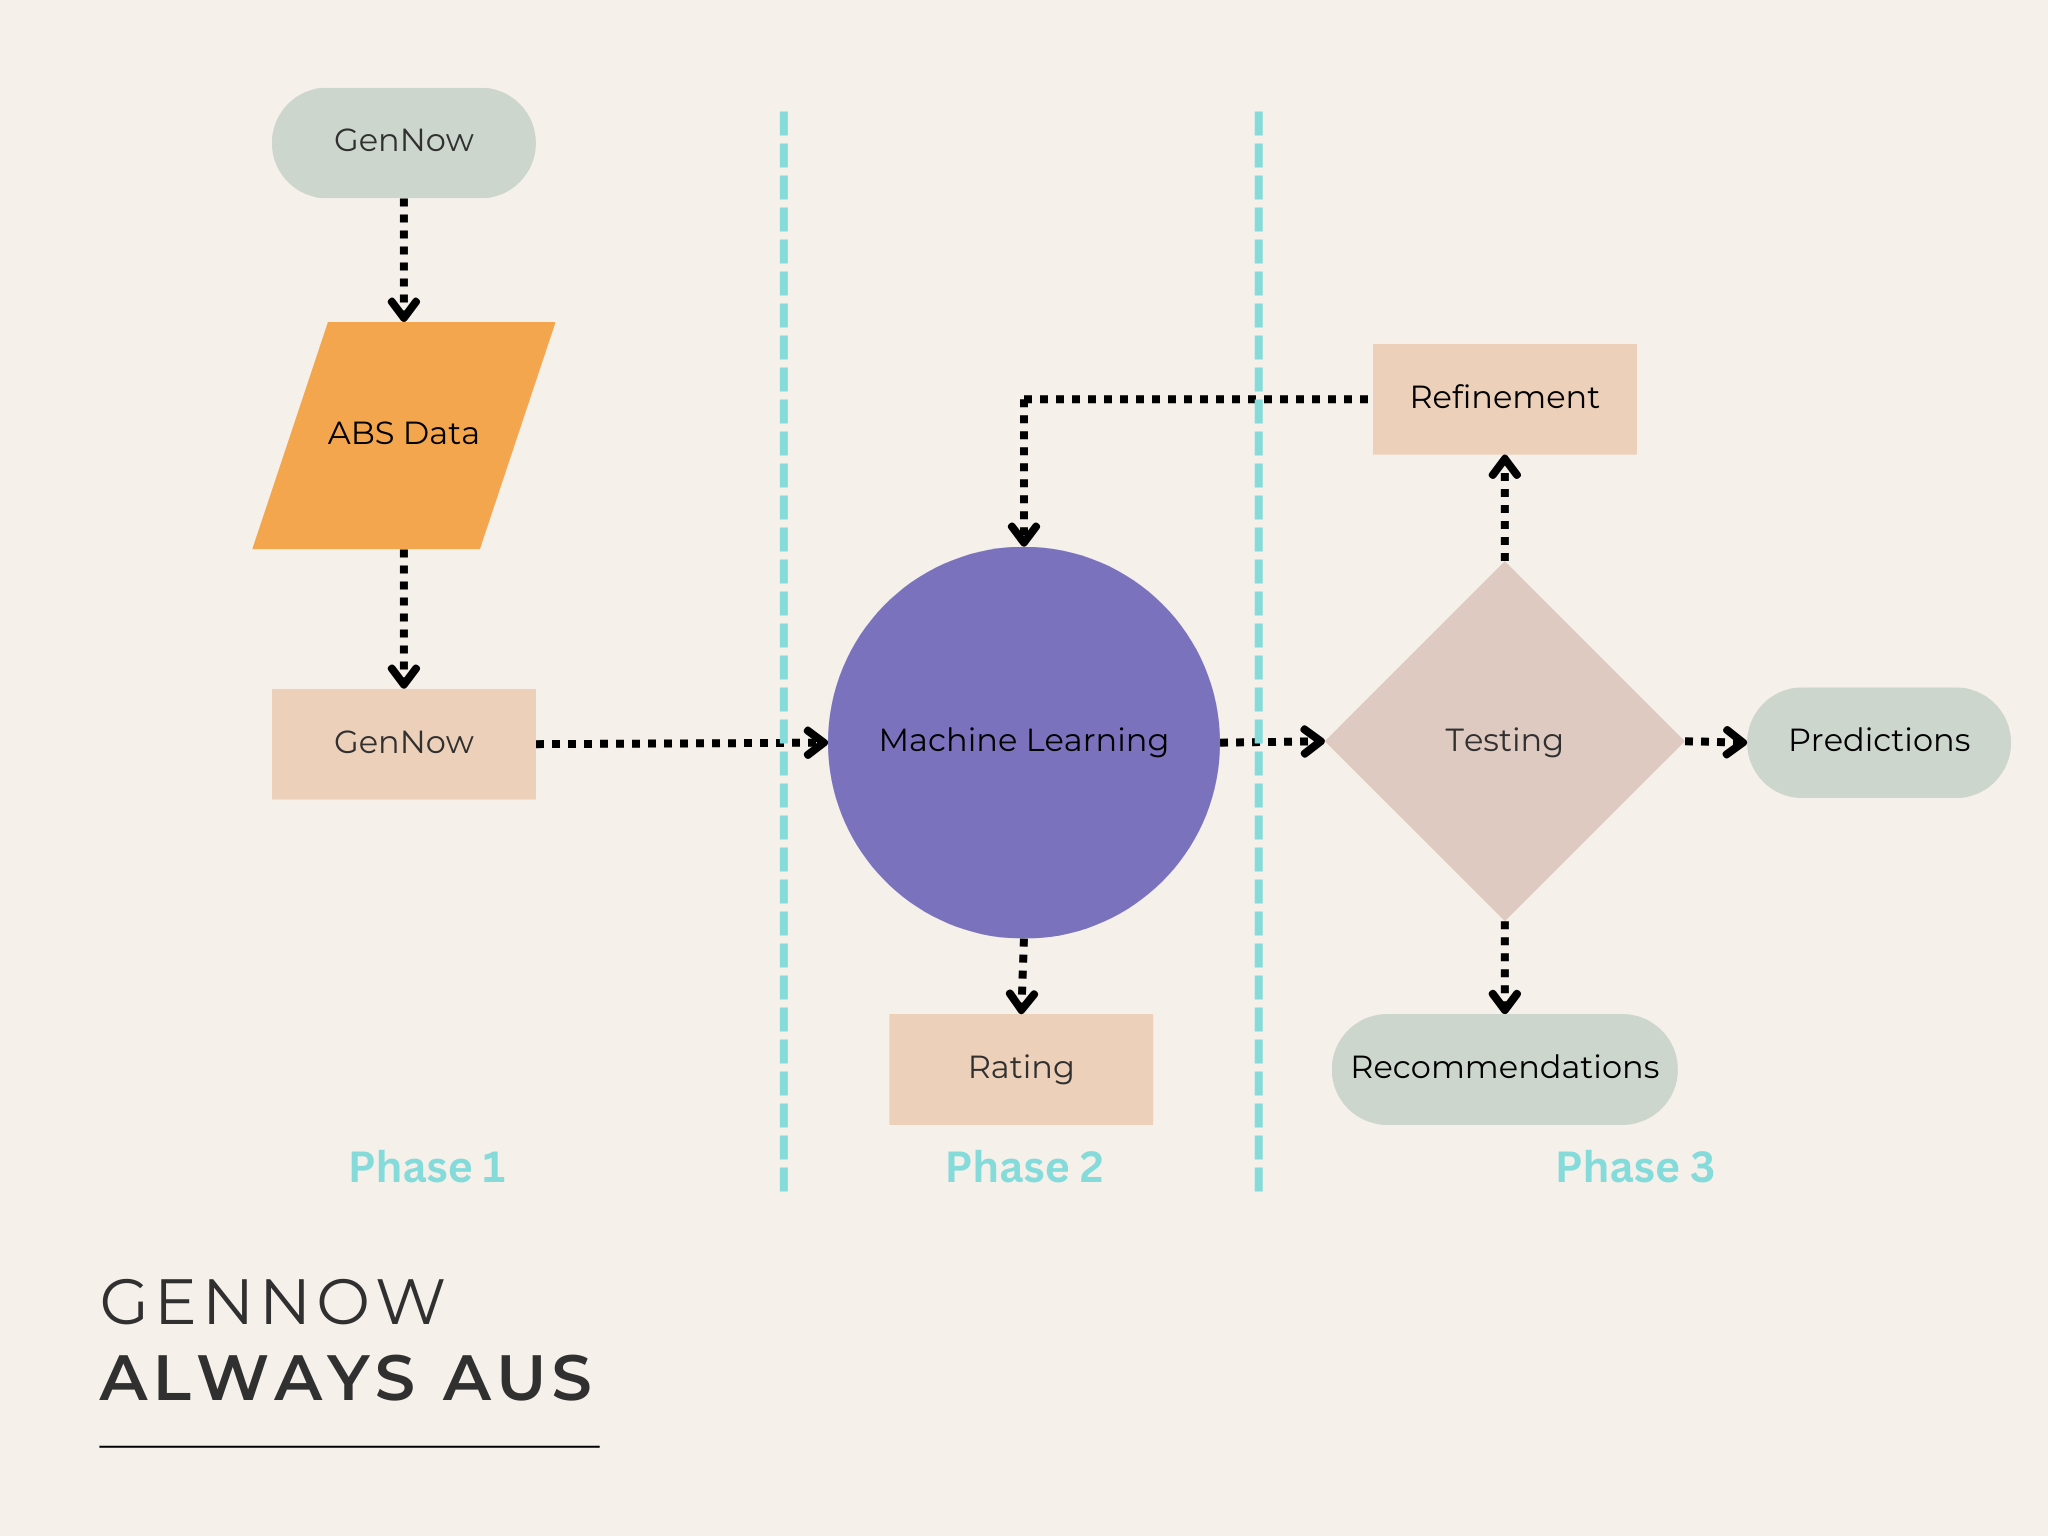 GenNow
ABS Data
GenNow
Machine Learning
Rating
Refinement
Testing
Predictions
Recommendations
Phase 1
Phase 2
Phase 3
GENNOW
ALWAYS AUS